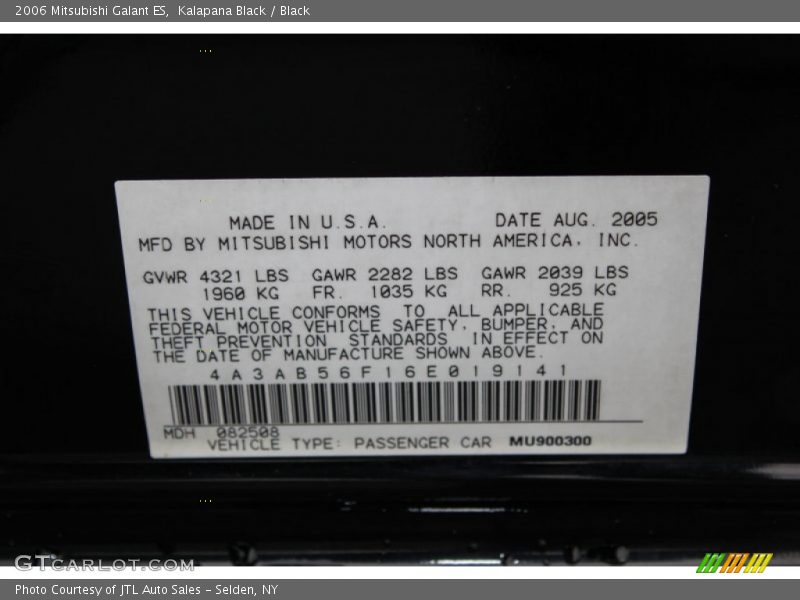 2006 Mitsubishi Galant ES, Kalapana Black / Black
MADE IN U.S.A. DATE AUG. 2005
MFD BY MITSUBISHI MOTORS NORTH AMERICA, INC.
GVWR 4321 LBS GAWR 2282 LBS GAWR 2039 LBS
1960 KG FR. 1035 KG RR. 925 KG
THIS VEHICLE CONFORMS TO ALL APPLICABLE
FEDERAL MOTOR VEHICLE SAFETY, BUMPER, AND
THEFT PREVENTION STANDARDS IN EFFECT ON
THE DATE OF MANUFACTURE SHOWN ABOVE.
4A3AB56F16E019141
MDH 082508
VEHICLE TYPE: PASSENGER CAR MU900300
GTCARLOT.COM
Photo Courtesy of JTL Auto Sales - Selden, NY